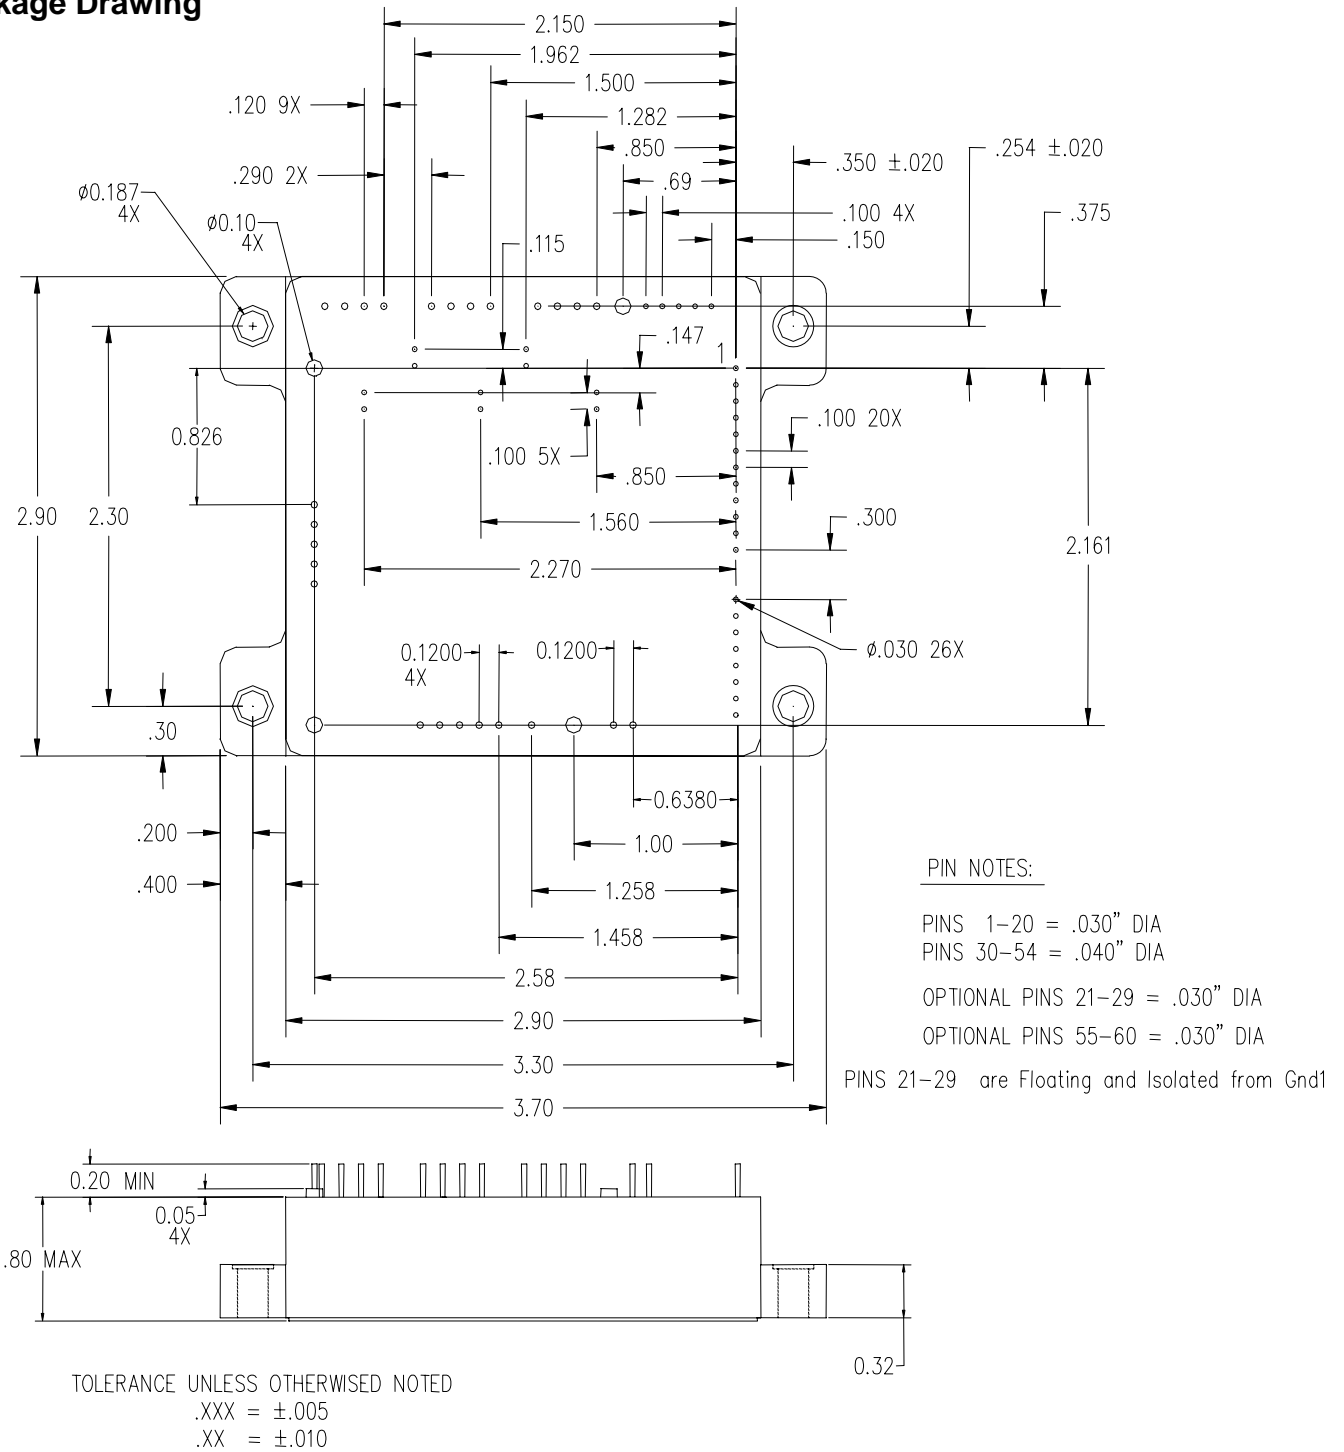 kage Drawing
2.150
1.962
1.500
.120 9X
1.282
.850
.254 ±.020
.350 ±.020
.290 2X
.69
ø0.187
4X
.100 4X
.375
ø0.10
4X
.150
.115
.147
1
.100 20X
0.826
.100 5X
.850
2.90
2.30
1.560
.300
2.161
2.270
0.1200
4X
0.1200
ø.030 26X
.30
0.6380
.200
1.00
.400
1.258
1.458
2.58
2.90
3.30
3.70
PIN NOTES:
PINS 1-20 = .030" DIA
PINS 30-54 = .040" DIA
OPTIONAL PINS 21-29 = .030" DIA
OPTIONAL PINS 55-60 = .030" DIA
PINS 21-29 are Floating and Isolated from Gnd1
0.20 MIN
0.05
4X
.80 MAX
0.32
TOLERANCE UNLESS OTHERWISED NOTED
.XXX = ±.005
.XX = ±.010